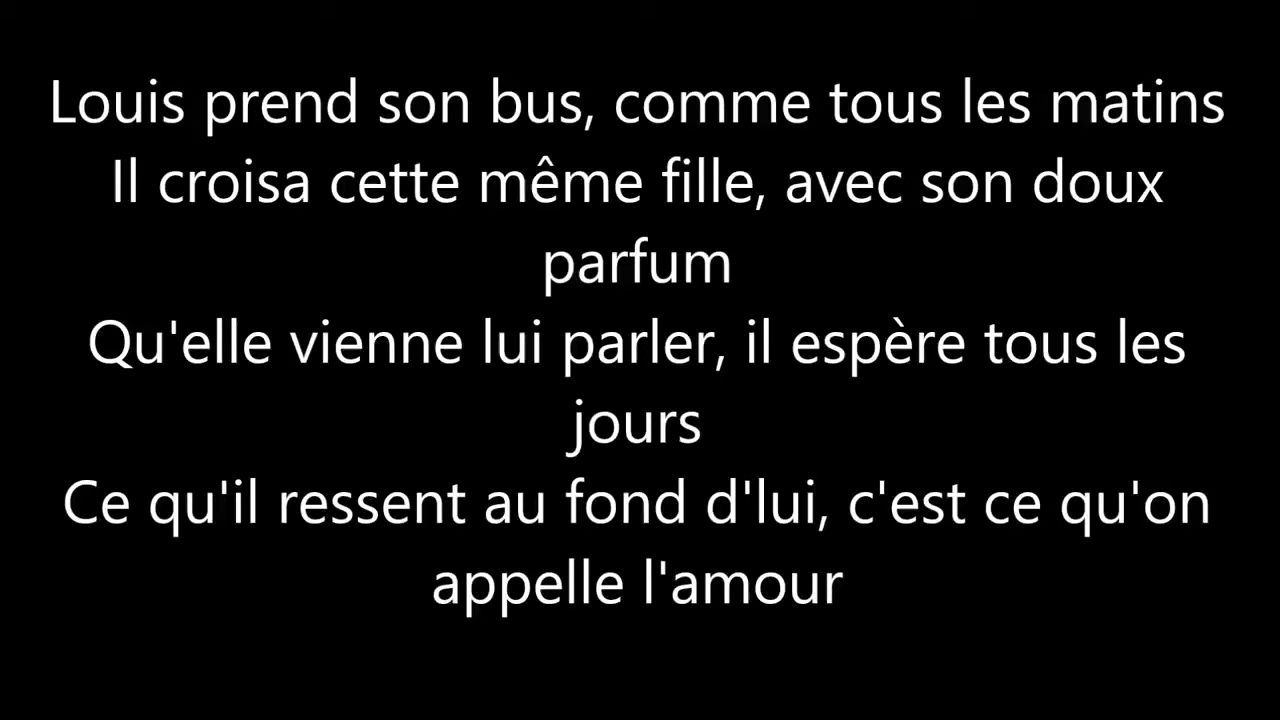 Louis prend son bus, comme tous les matins
Il croisa cette même fille, avec son doux
parfum
Qu'elle vienne lui parler, il espère tous les
jours
Ce qu'il ressent au fond d'lui, c'est ce qu'on
appelle l'amour